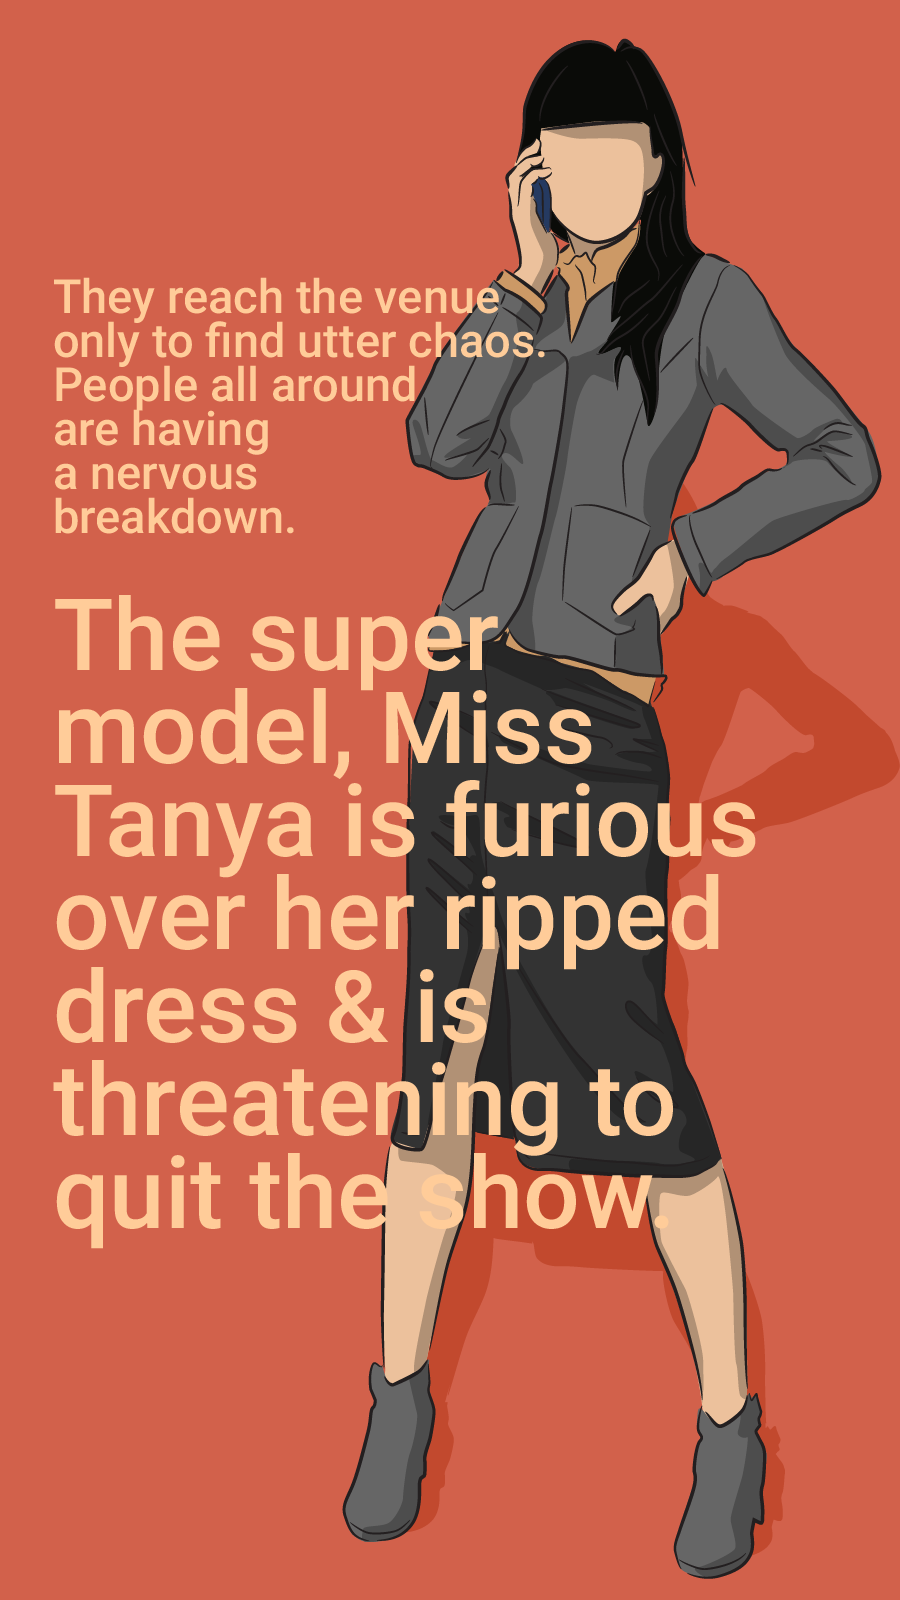 They reach the venue
only to find utter chaos.
People all around
are having
a nervous
breakdown.
The super
model, Miss
Tanya is furious
over her ripped
dress & is
threatening to
quit the show.